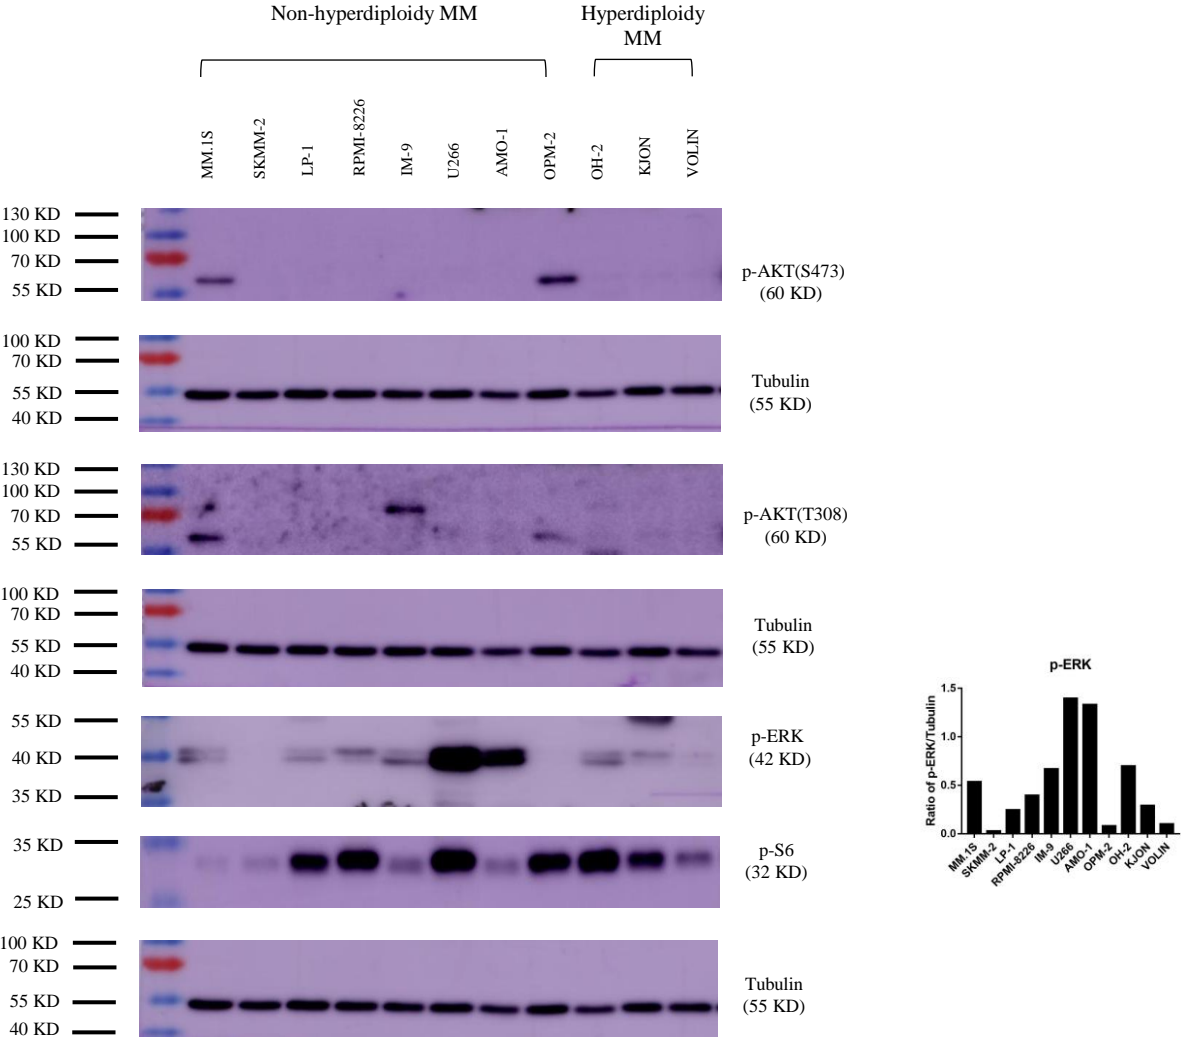 Non-hyperdiploidy MM
Hyperdiploidy
MM
MM.1S
SKMM-2
LP-1
RPMI-8226
IM-9
U266
AMO-1
OPM-2
OH-2
KJON
VOLIN
130 KD
100 KD
70 KD
55 KD
p-AKT(S473)
(60 KD)
100 KD
70 KD
55 KD
40 KD
Tubulin
(55 KD)
130 KD
100 KD
70 KD
55 KD
p-AKT(T308)
(60 KD)
100 KD
70 KD
55 KD
40 KD
Tubulin
(55 KD)
55 KD
40 KD
35 KD
p-ERK
(42 KD)
35 KD
25 KD
p-S6
(32 KD)
100 KD
70 KD
55 KD
40 KD
Tubulin
(55 KD)
p-ERK
Ratio of p-ERK/Tubulin
1.5
1.0
0.5
0.0
MM.1S
SKMM-2
LP-1
RPMI-8226
IM-9
U266
AMO-1
OPM-2
OH-2
KJON
VOLIN